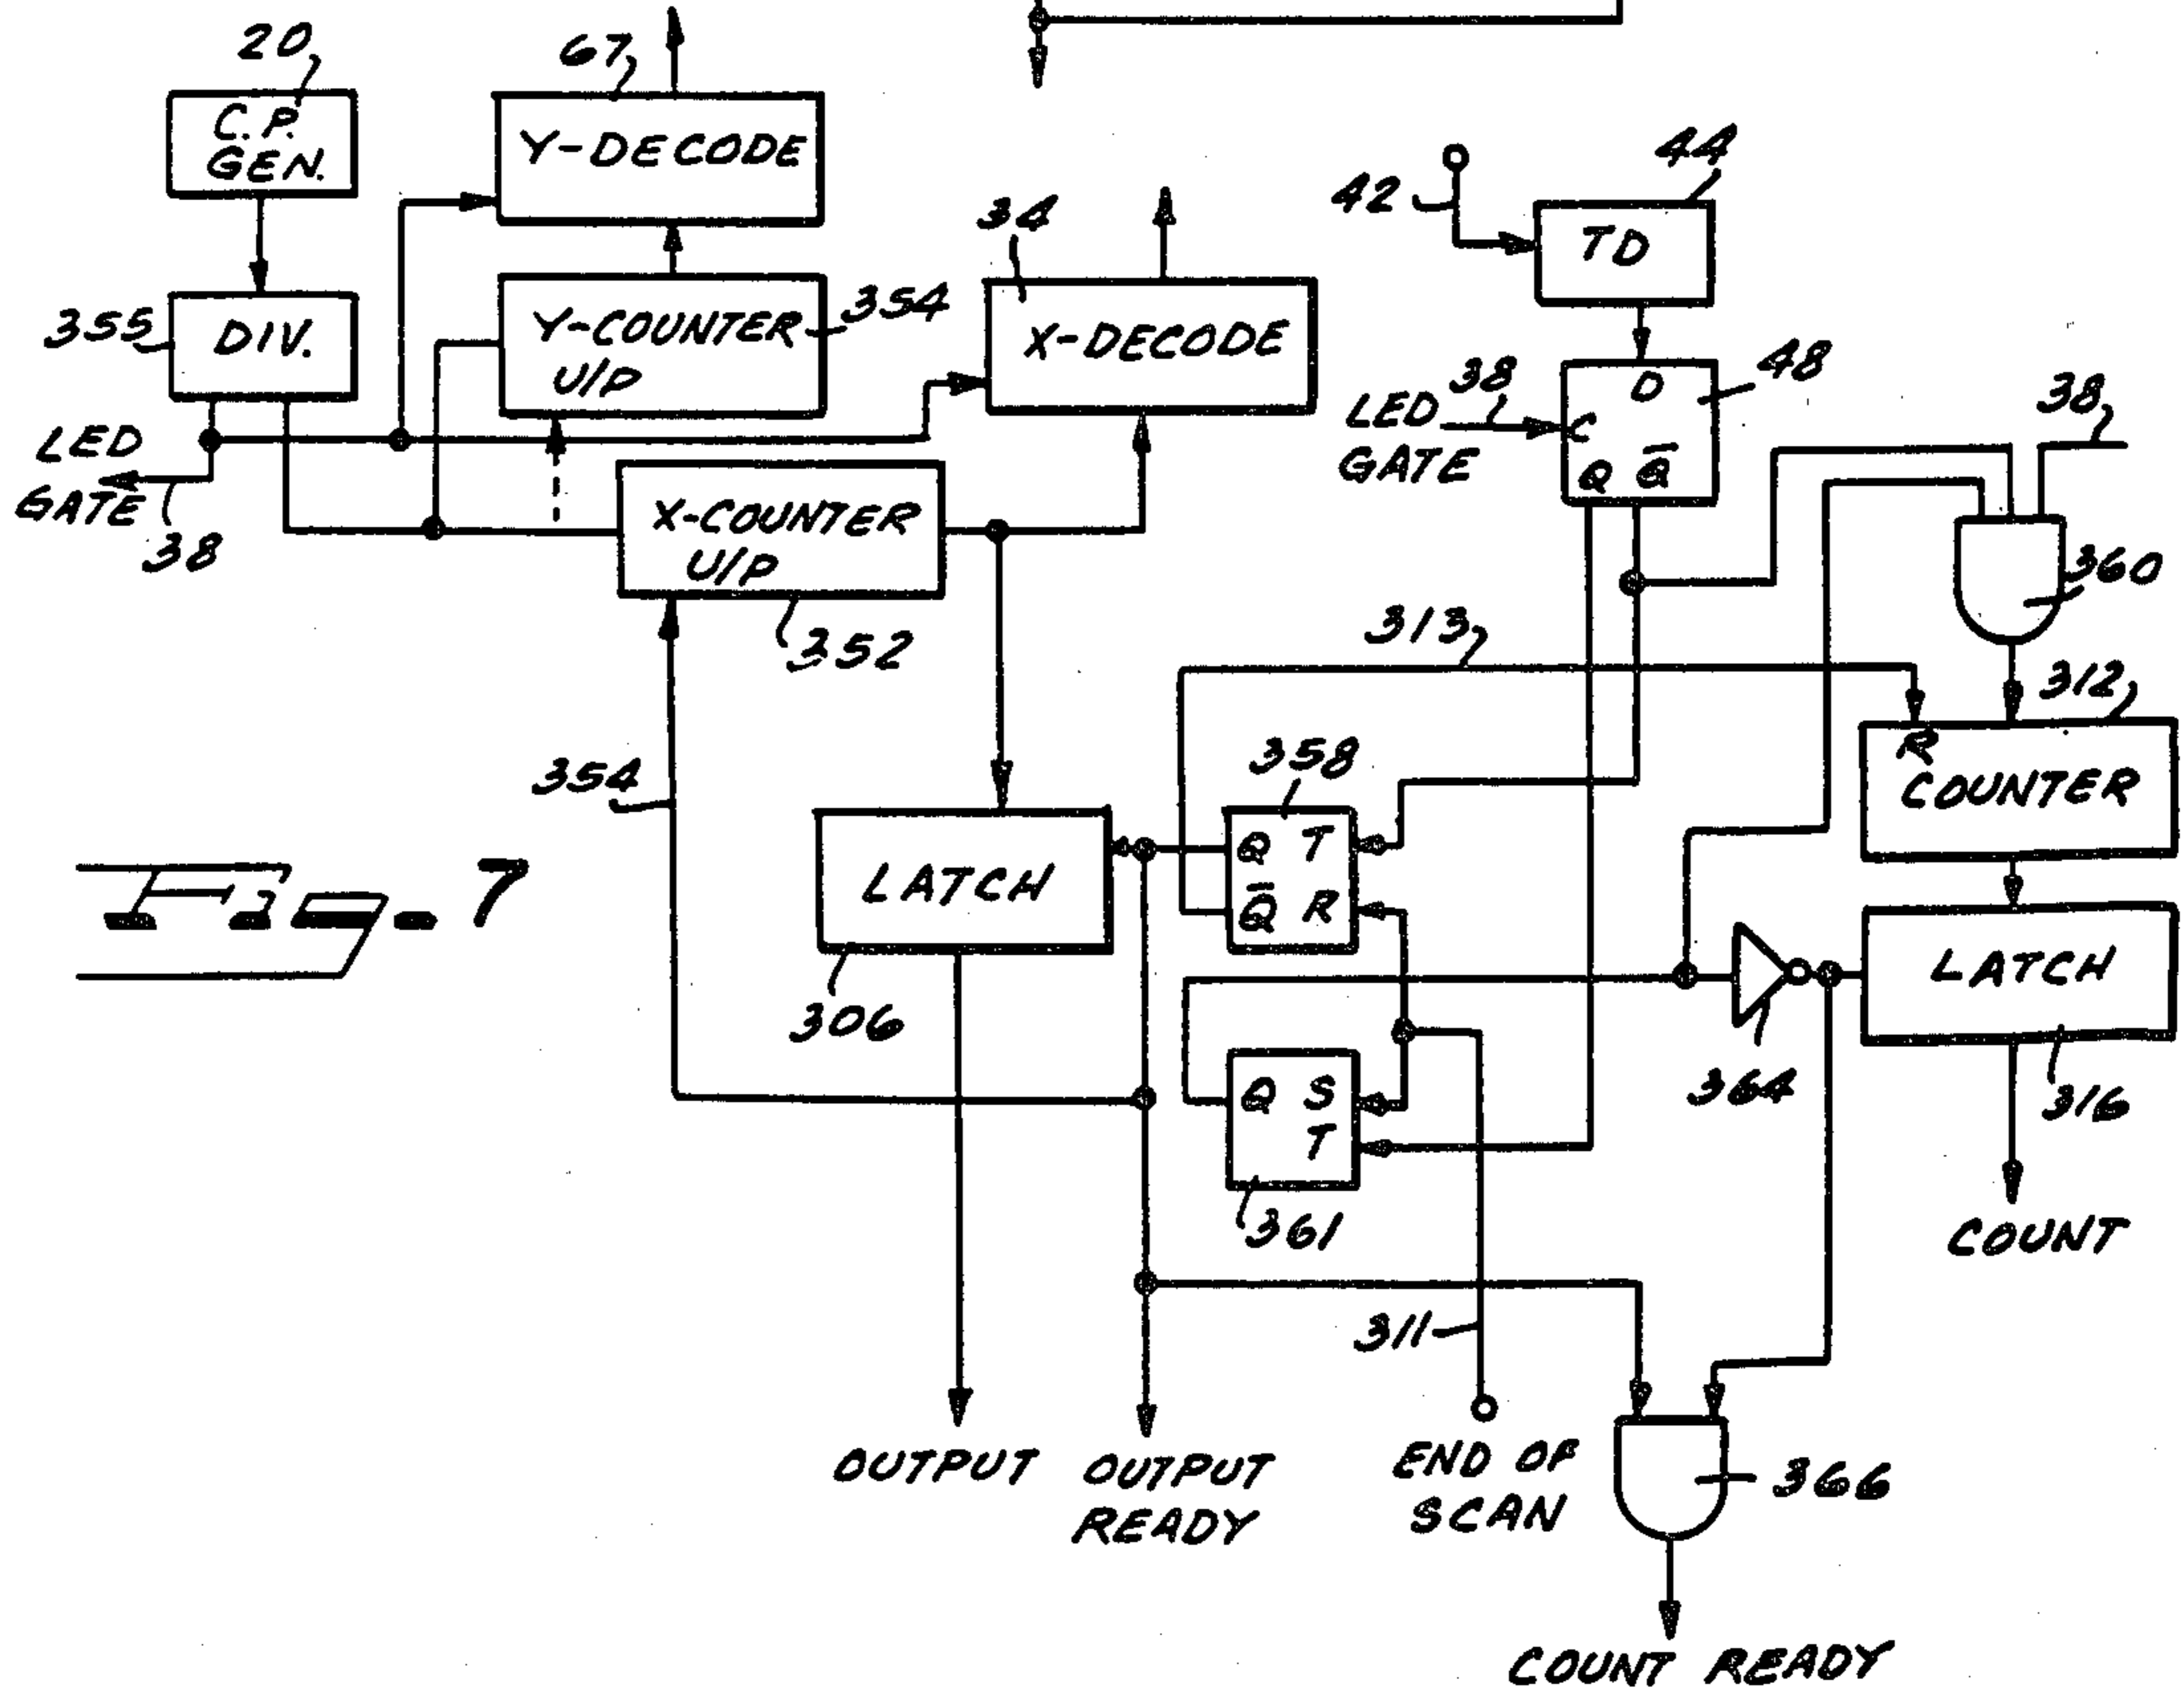 20
67
C.P.
GEN.
Y-DECODE
44
42
34
TD
355
DIV.
Y-COUNTER
U/P
354
X-DECODE
48
D
LED
GATE
38
C
Q Q̅
38
LED
GATE
38
X-COUNTER
U/P
352
360
313
312
R
COUNTER
354
358
LATCH
Q T
Q̅ R
Fig-7
306
LATCH
364
316
Q S
T
361
COUNT
311
OUTPUT
OUTPUT
READY
END OF
SCAN
366
COUNT READY